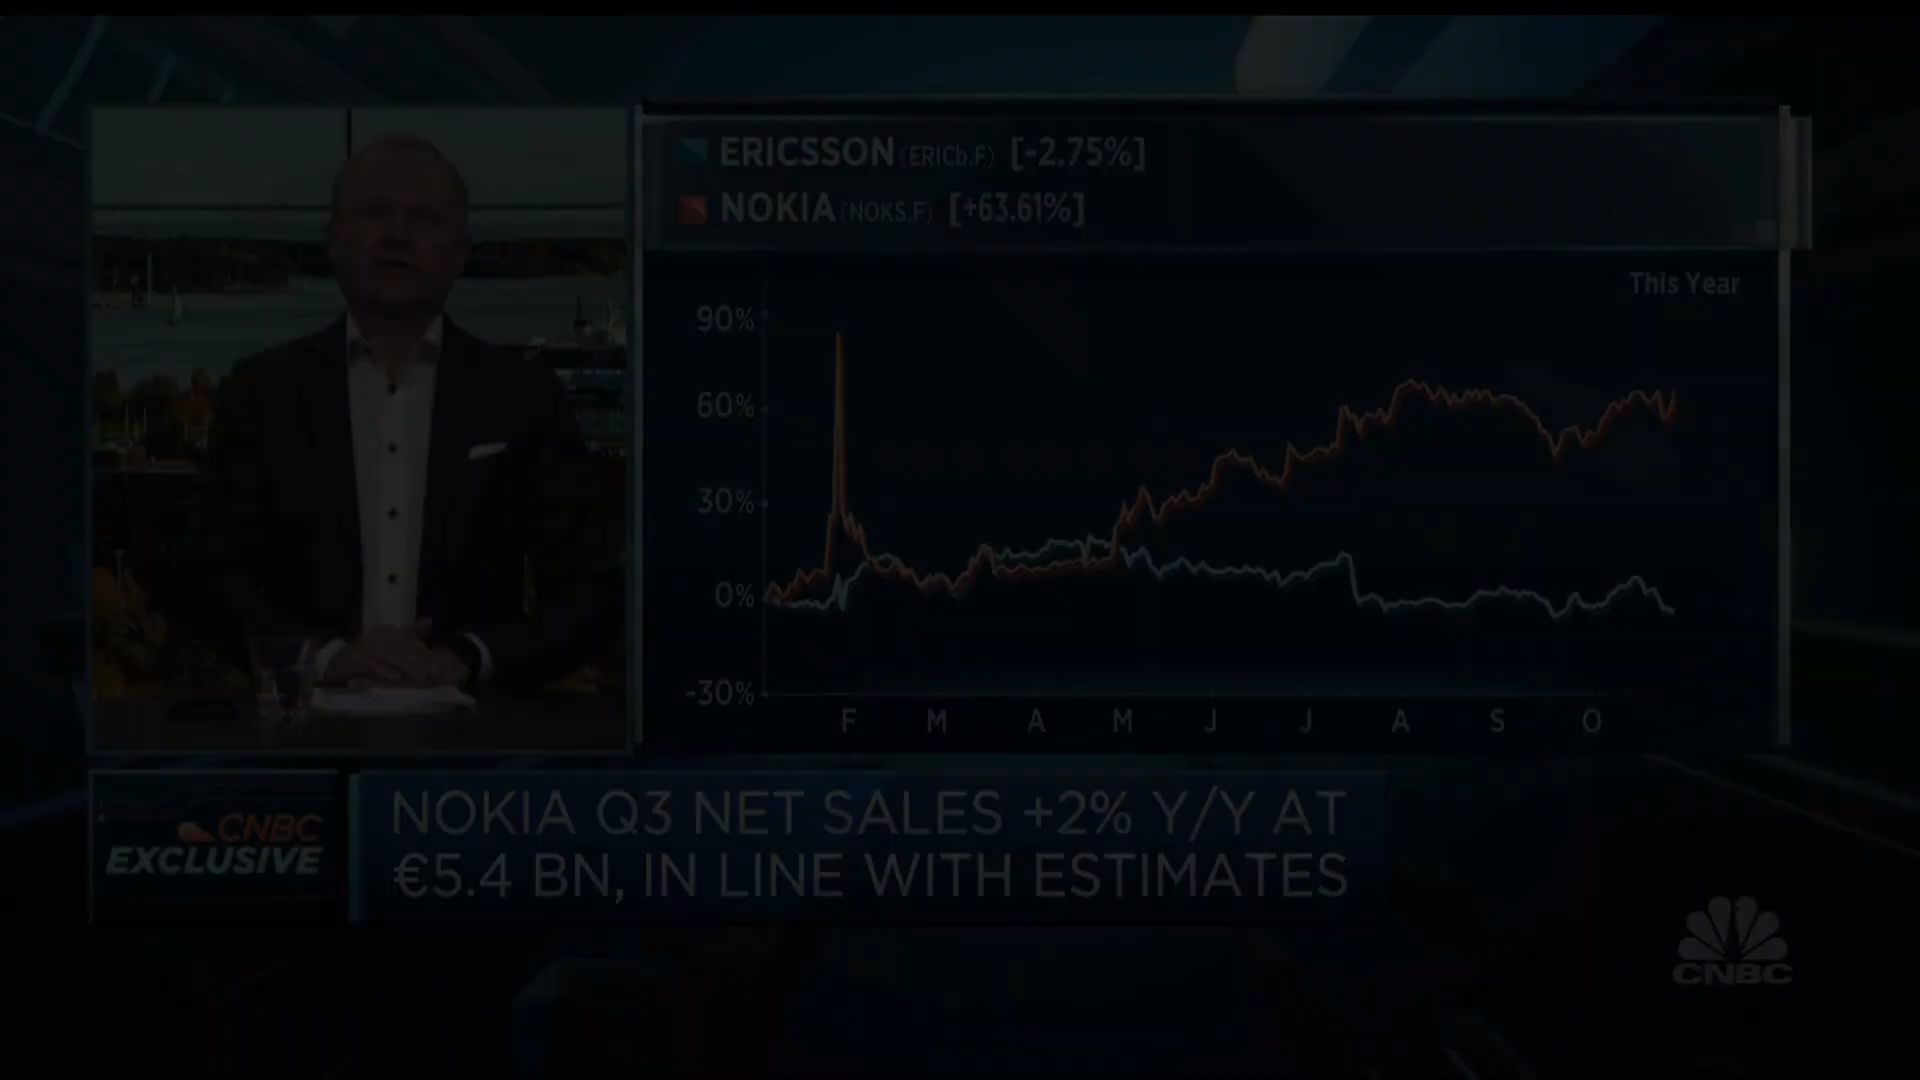 ERICSSON (ERICb.F) [-2.75%]
NOKIA (NOKS.F) [+63.61%]
This Year
90%
60%
30%
0%
-30%
F M A M J J A S O
CNBC
EXCLUSIVE
NOKIA Q3 NET SALES +2% Y/Y AT
€5.4 BN, IN LINE WITH ESTIMATES
CNBC